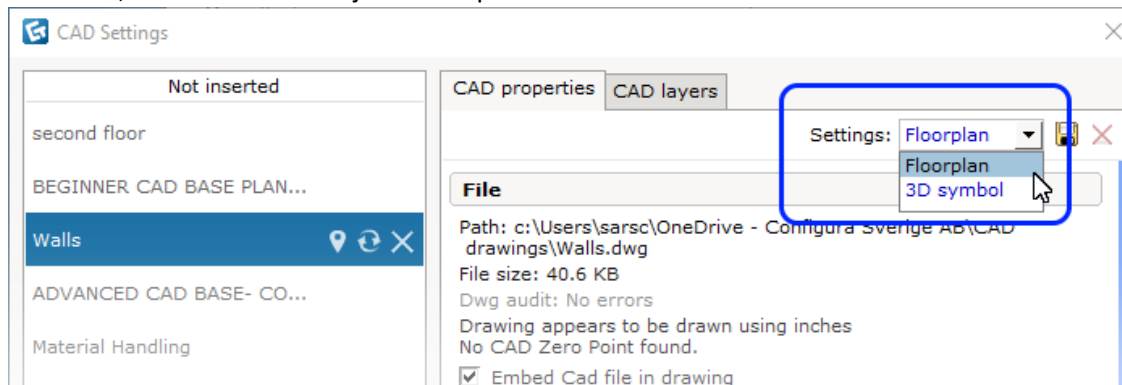 CAD Settings
Not inserted
second floor
BEGINNER CAD BASE PLAN...
Walls
ADVANCED CAD BASE- CO...
Material Handling
CAD properties CAD layers
Settings: Floorplan
Floorplan
3D symbol
File
Path: c:\Users\sarsc\OneDrive - Configura Sverige AB\CAD
drawings\Walls.dwg
File size: 40.6 KB
Dwg audit: No errors
Drawing appears to be drawn using inches
No CAD Zero Point found.
Embed Cad file in drawing